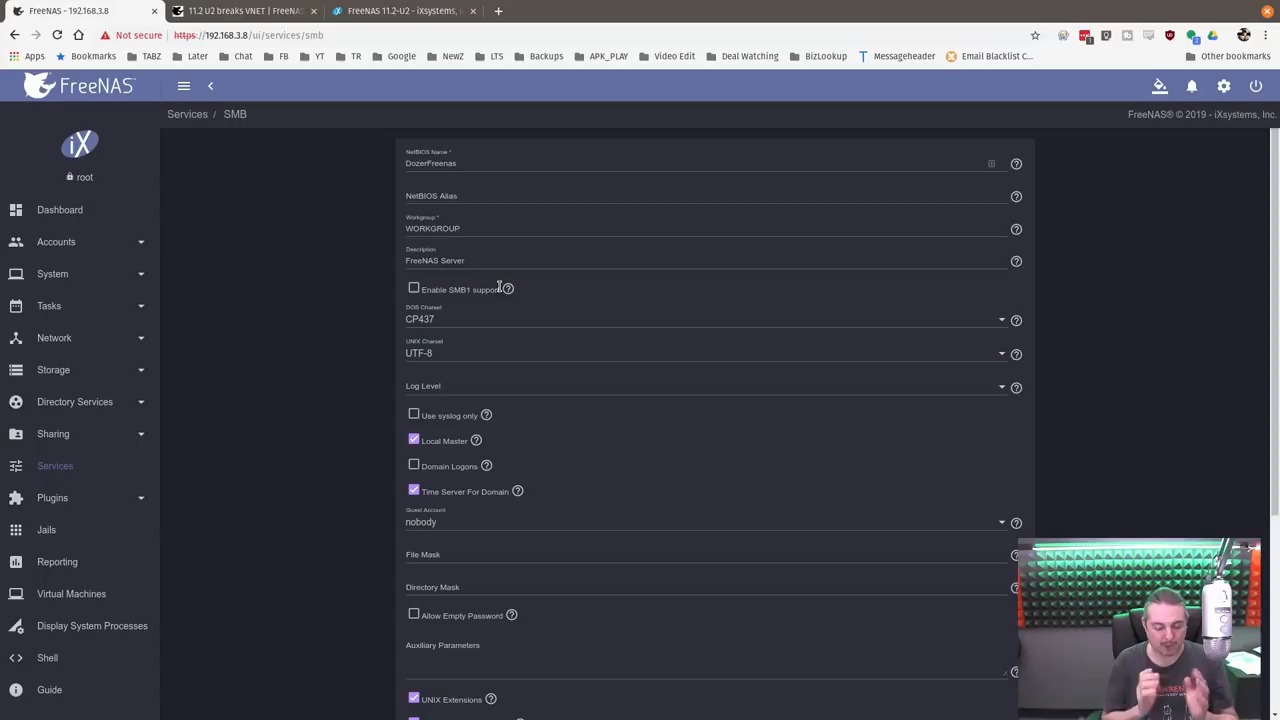 FreeNAS - 192.168.3.8
11.2 U2 breaks VNET | FreeNAS
FreeNAS 11.2-U2 - iXsystems,
Not secure
https://192.168.3.8/ui/services/smb
Apps
Bookmarks
TABZ
Later
Chat
FB
YT
TR
Google
NewZ
LTS
Backups
APK_PLAY
Video Edit
Deal Watching
BizLookup
Messageheader
Email Blacklist C...
Other bookmarks
FreeNAS
Services / SMB
FreeNAS® © 2019 - iXsystems, Inc.
iX
root
Dashboard
Accounts
System
Tasks
Network
Storage
Directory Services
Sharing
Services
Plugins
Jails
Reporting
Virtual Machines
Display System Processes
Shell
Guide
NetBIOS Name *
DozerFreenas
NetBIOS Alias
Workgroup *
WORKGROUP
Description
FreeNAS Server
Enable SMB1 support
DOS Charset
CP437
UNIX Charset
UTF-8
Log Level
Use syslog only
Local Master
Domain Logons
Time Server For Domain
Guest Account
nobody
File Mask
Directory Mask
Allow Empty Password
Auxiliary Parameters
UNIX Extensions